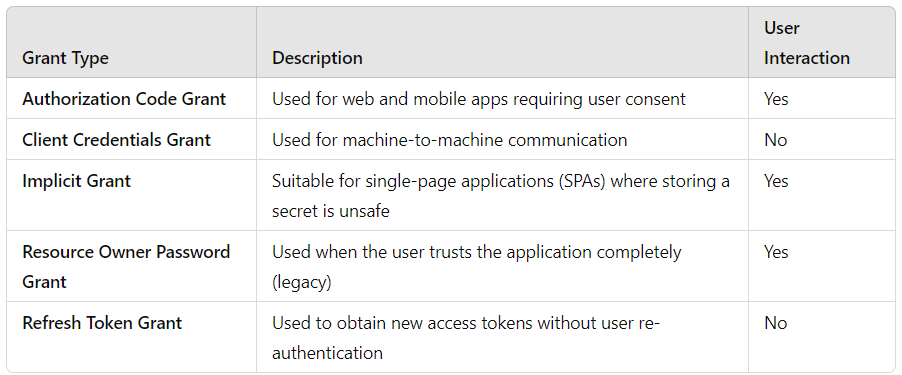 User
Grant Type Description Interaction
Authorization Code Grant Used for web and mobile apps requiring user consent Yes
Client Credentials Grant Used for machine-to-machine communication No
Implicit Grant Suitable for single-page applications (SPAs) where storing a Yes
secret is unsafe
Resource Owner Password Used when the user trusts the application completely Yes
Grant (legacy)
Refresh Token Grant Used to obtain new access tokens without user re- No
authentication